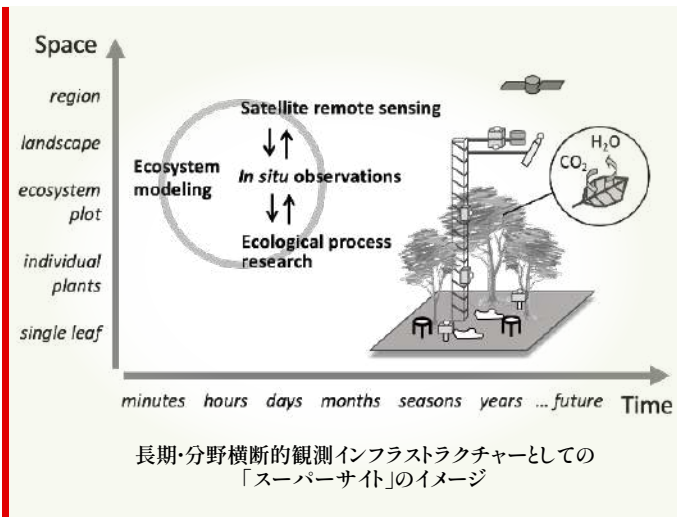 Space
region
landscape
ecosystem
plot
individual
plants
single leaf
Satellite remote sensing
Ecosystem
modeling
In situ observations
Ecological process
research
H₂O
CO₂
minutes hours days months seasons years ... future Time
長期・分野横断的観測インフラストラクチャーとしての
「スーパーサイト」のイメージ